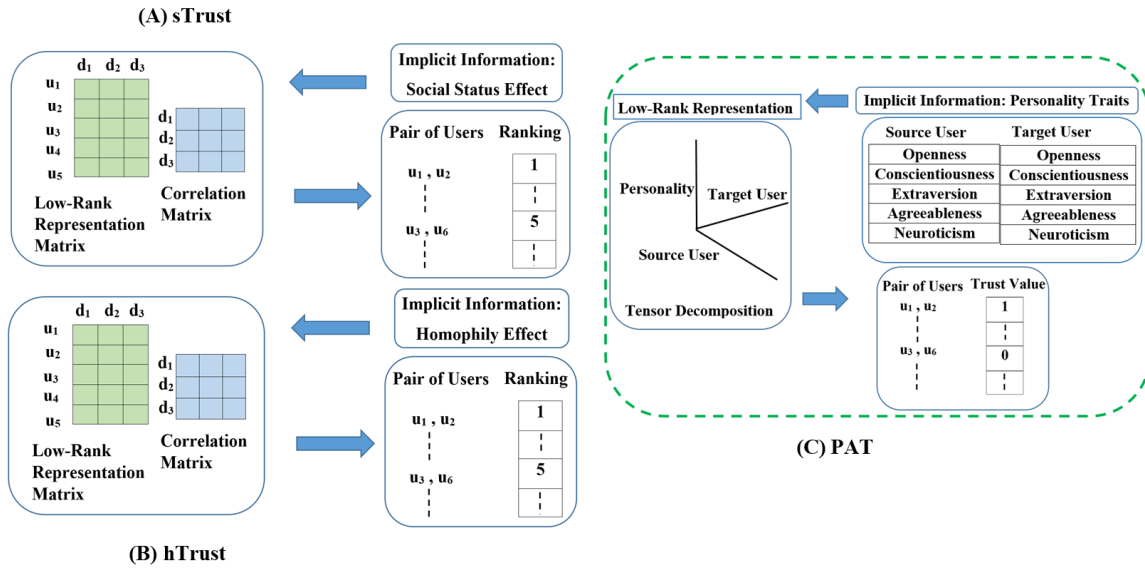 (A) sTrust
d1 d2 d3
u1
u2
u3
u4
u5
d1
d2
d3
Low-Rank
Representation
Matrix
Correlation
Matrix
Implicit Information:
Social Status Effect
Pair of Users Ranking
u1 , u2
1
u3 , u6
5
d1 d2 d3
u1
u2
u3
u4
u5
d1
d2
d3
Low-Rank
Representation
Matrix
Correlation
Matrix
Implicit Information:
Homophily Effect
Pair of Users Ranking
u1 , u2
1
u3 , u6
5
(B) hTrust
Low-Rank Representation
Personality
Target User
Source User
Tensor Decomposition
Implicit Information: Personality Traits
Source User Target User
Openness Openness
Conscientiousness Conscientiousness
Extraversion Extraversion
Agreeableness Agreeableness
Neuroticism Neuroticism
Pair of Users Trust Value
u1 , u2
1
u3 , u6
0
(C) PAT